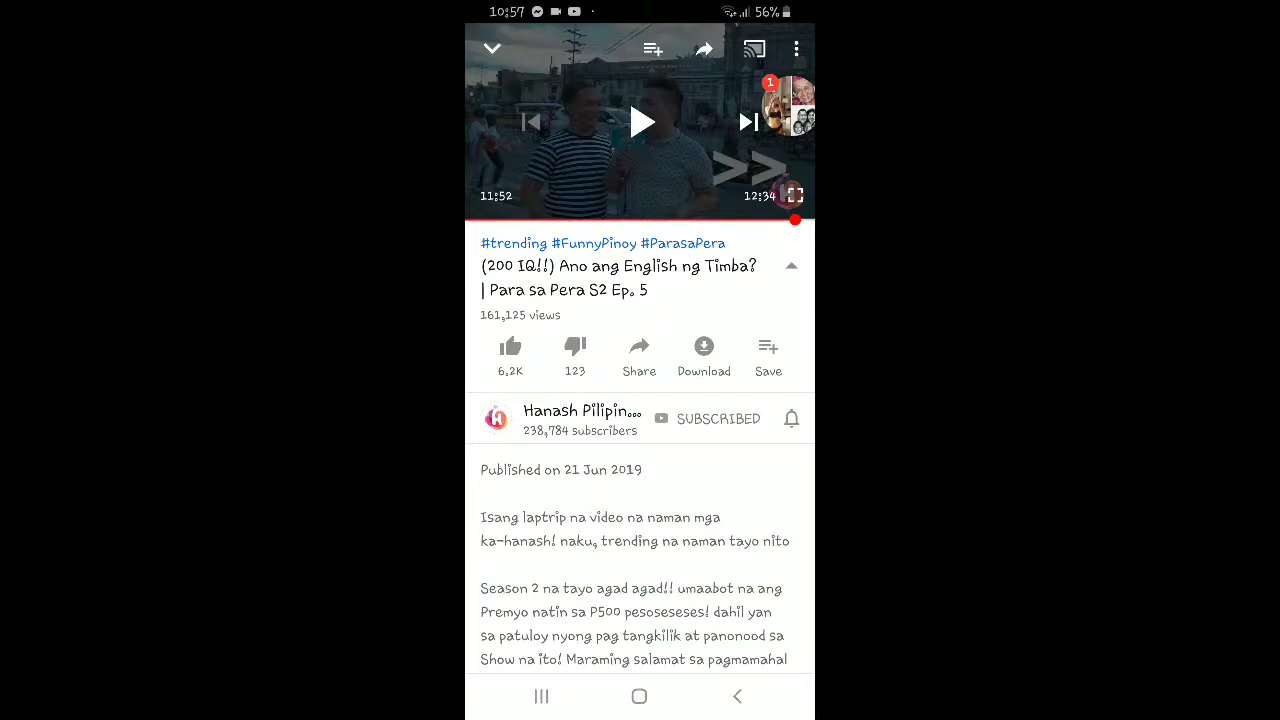 10:57
56%
1
>>
11:52
12:34
#trending #FunnyPinoy #ParasaPera
(200 IQ!!) Ano ang English ng Timba?
| Para sa Pera S2 Ep. 5
161,125 views
6.2K 123 Share Download Save
Hanash Pilipin... SUBSCRIBED
238,784 subscribers
Published on 21 Jun 2019
Isang laptrip na video na naman mga
ka-hanash! naku, trending na naman tayo nito
Season 2 na tayo agad agad!! umaabot na ang
Premyo natin sa P500 pesoseseses! dahil yan
sa patuloy nyong pag tangkilik at panonood sa
Show na ito! Maraming salamat sa pagmamahal